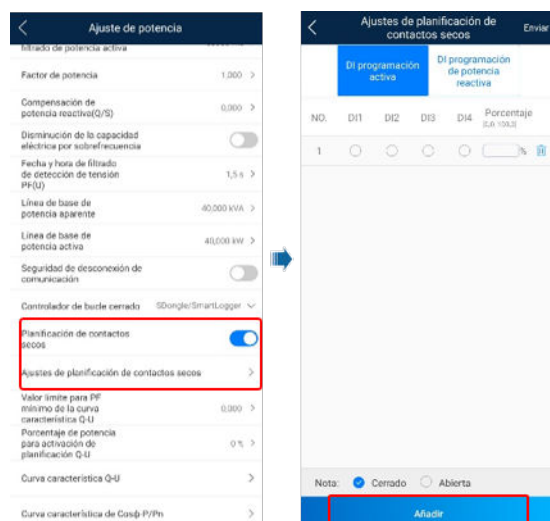 Ajuste de potencia
filtrado de potencia activa
Factor de potencia 1,000
Compensación de
potencia reactiva(Q/S) 0,000
Disminución de la capacidad
eléctrica por sobrefrecuencia
Fecha y hora de filtrado
de detección de tensión
PF(U) 1,5 s
Línea de base de
potencia aparente 40,000 kVA
Línea de base de
potencia activa 40,000 kW
Seguridad de desconexión de
comunicación
Controlador de bucle cerrado SDongle/SmartLogger
Planificación de contactos
secos
Ajustes de planificación de contactos secos
Valor límite para PF
mínimo de la curva
característica Q-U 0,000
Porcentaje de potencia
para activación de
planificación Q-U 0 %
Curva característica Q-U
Curva característica de Cosϕ-P/Pn
Ajustes de planificación de
contactos secos
Enviar
DI programación
activa
DI programación
de potencia
reactiva
NO. DI1 DI2 DI3 DI4 Porcentaje
[0,0, 100,0]
1 %
Nota: Cerrado Abierta
Añadir